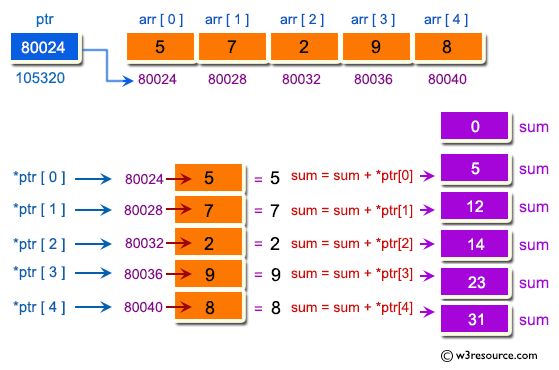 ptr arr [ 0 ] arr [ 1 ] arr [ 2 ] arr [ 3 ] arr [ 4 ]
80024 5 7 2 9 8
105320 80024 80028 80032 80036 80040
0 sum
*ptr [ 0 ] 80024 5 = 5 sum = sum + *ptr[0] 5 sum
*ptr [ 1 ] 80028 7 = 7 sum = sum + *ptr[1] 12 sum
*ptr [ 2 ] 80032 2 = 2 sum = sum + *ptr[2] 14 sum
*ptr [ 3 ] 80036 9 = 9 sum = sum + *ptr[3] 23 sum
*ptr [ 4 ] 80040 8 = 8 sum = sum + *ptr[4] 31 sum
© w3resource.com